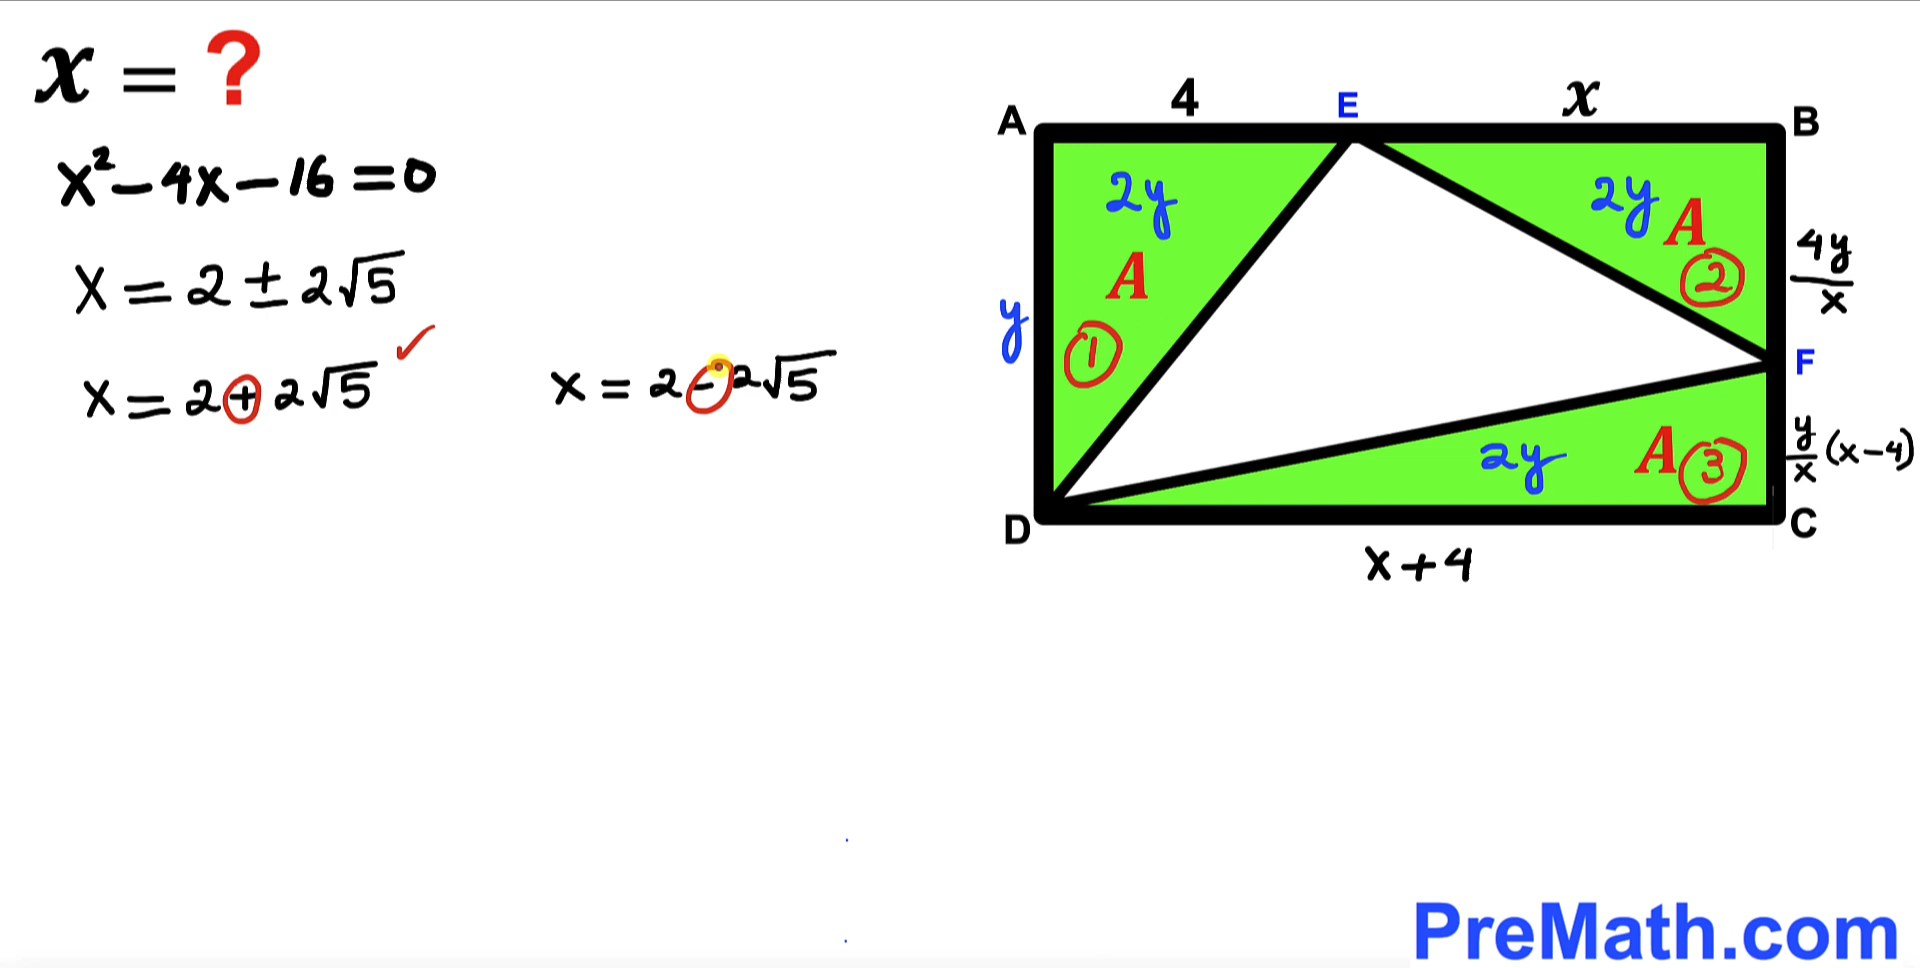 x = ?
x² - 4x - 16 = 0
x = 2 ± 2√5
x = 2 + 2√5 ✓
x = 2 - 2√5
4 E x
A B
2y 2y A
A 2
y 1
4y/x
F
2y A 3
y/x (x-4)
D C
x + 4
PreMath.com